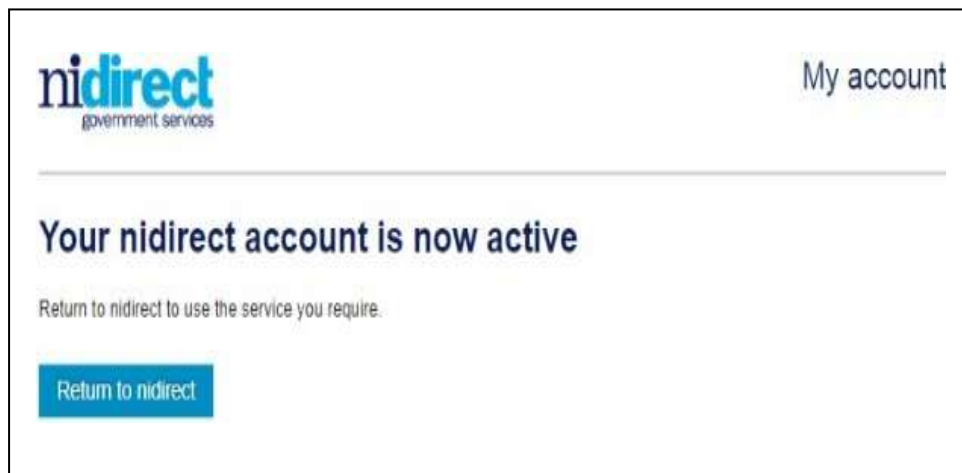 nidirect
government services
My account
Your nidirect account is now active
Return to nidirect to use the service you require.
Return to nidirect